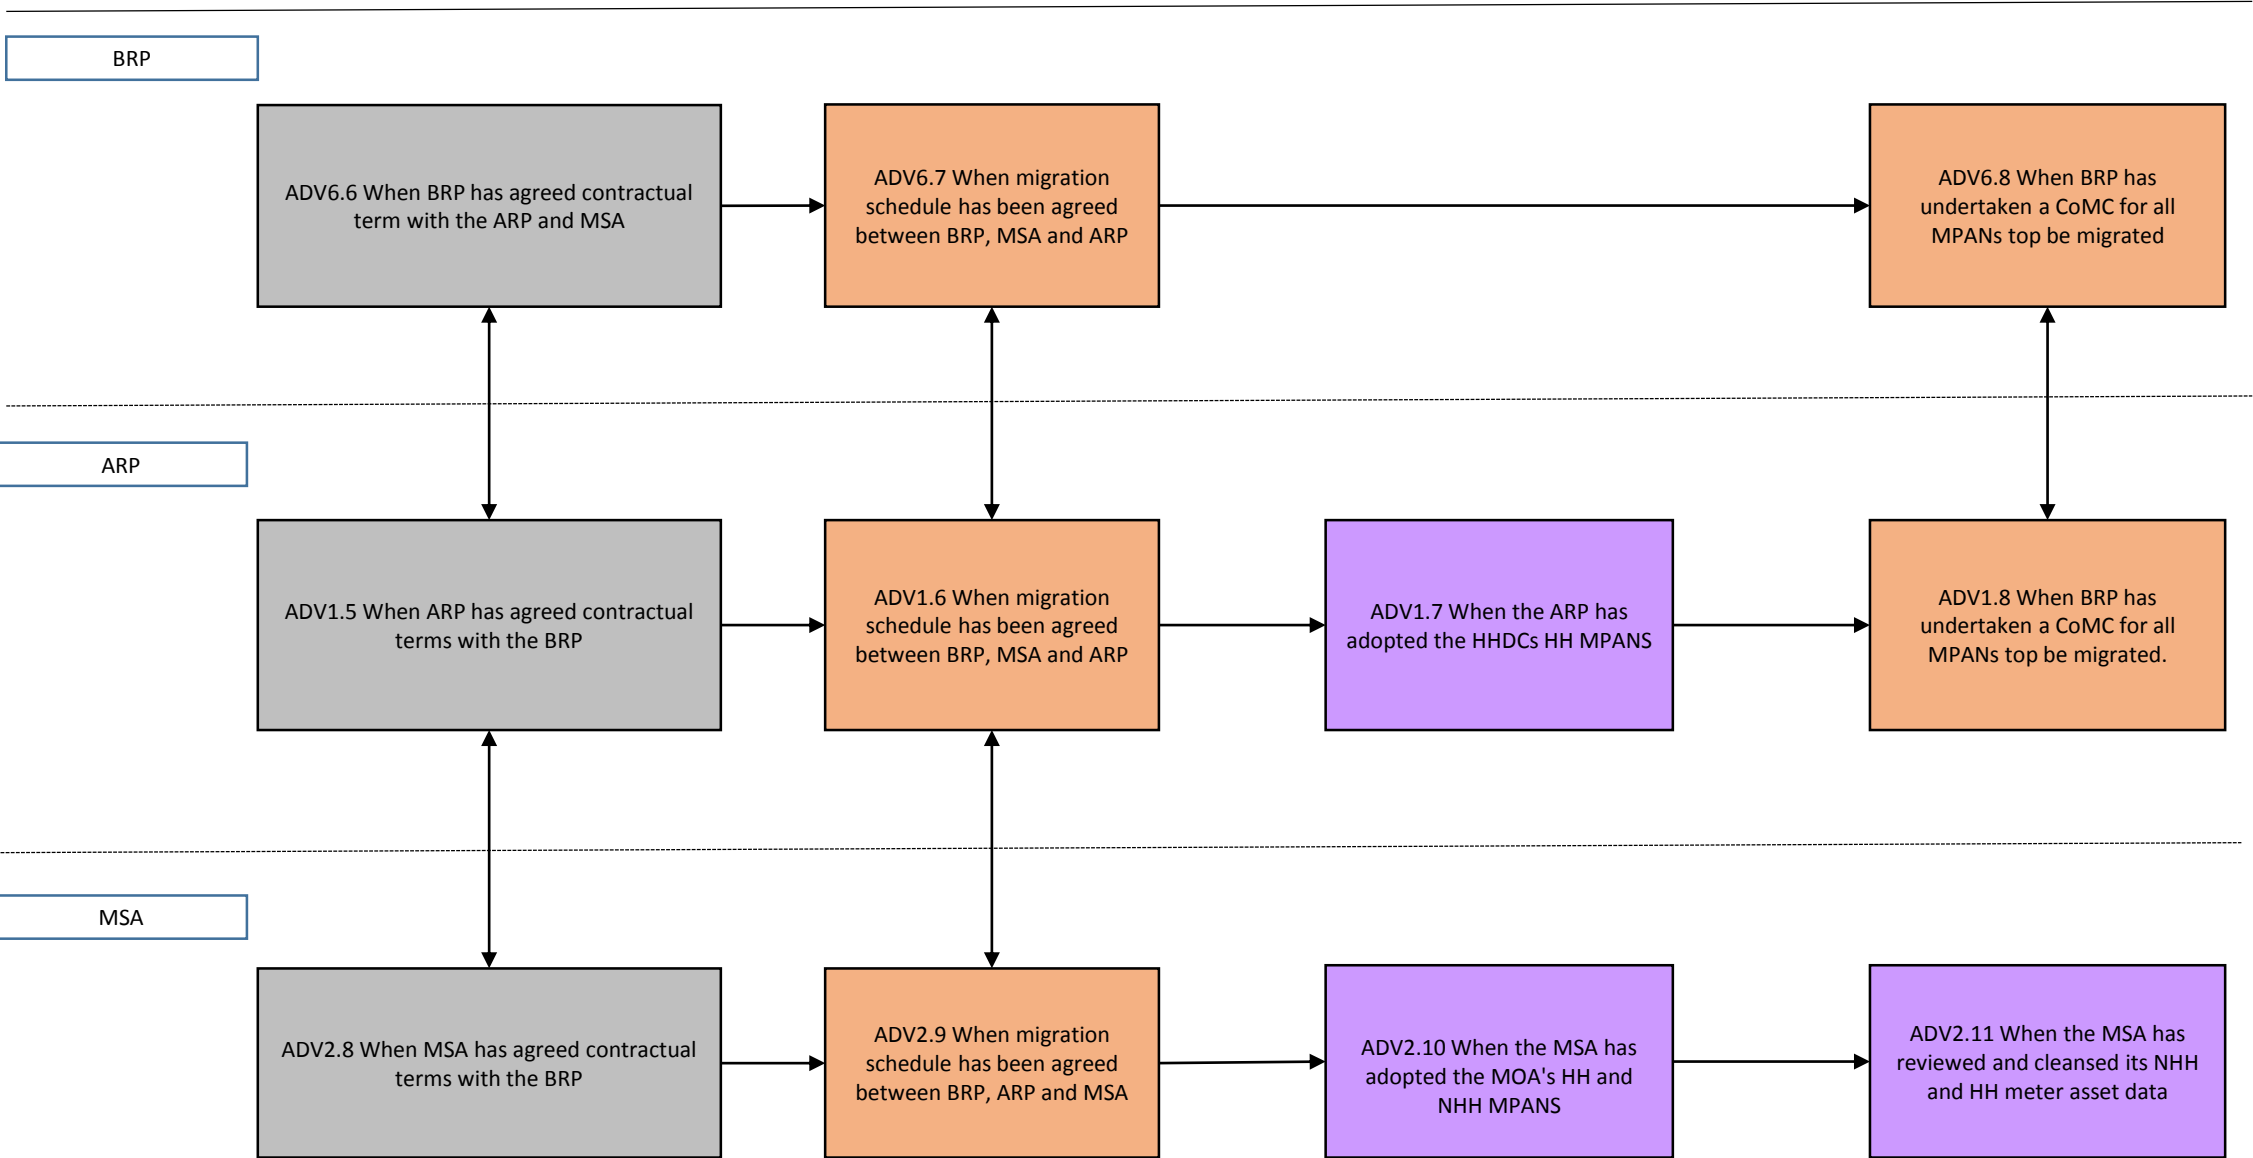 BRP
ADV6.6 When BRP has agreed contractual
term with the ARP and MSA
ADV6.7 When migration
schedule has been agreed
between BRP, MSA and ARP
ADV6.8 When BRP has
undertaken a CoMC for all
MPANs top be migrated
ARP
ADV1.5 When ARP has agreed contractual
terms with the BRP
ADV1.6 When migration
schedule has been agreed
between BRP, MSA and ARP
ADV1.7 When the ARP has
adopted the HHDCs HH MPANS
ADV1.8 When BRP has
undertaken a CoMC for all
MPANs top be migrated.
MSA
ADV2.8 When MSA has agreed contractual
terms with the BRP
ADV2.9 When migration
schedule has been agreed
between BRP, ARP and MSA
ADV2.10 When the MSA has
adopted the MOA's HH and
NHH MPANS
ADV2.11 When the MSA has
reviewed and cleansed its NHH
and HH meter asset data